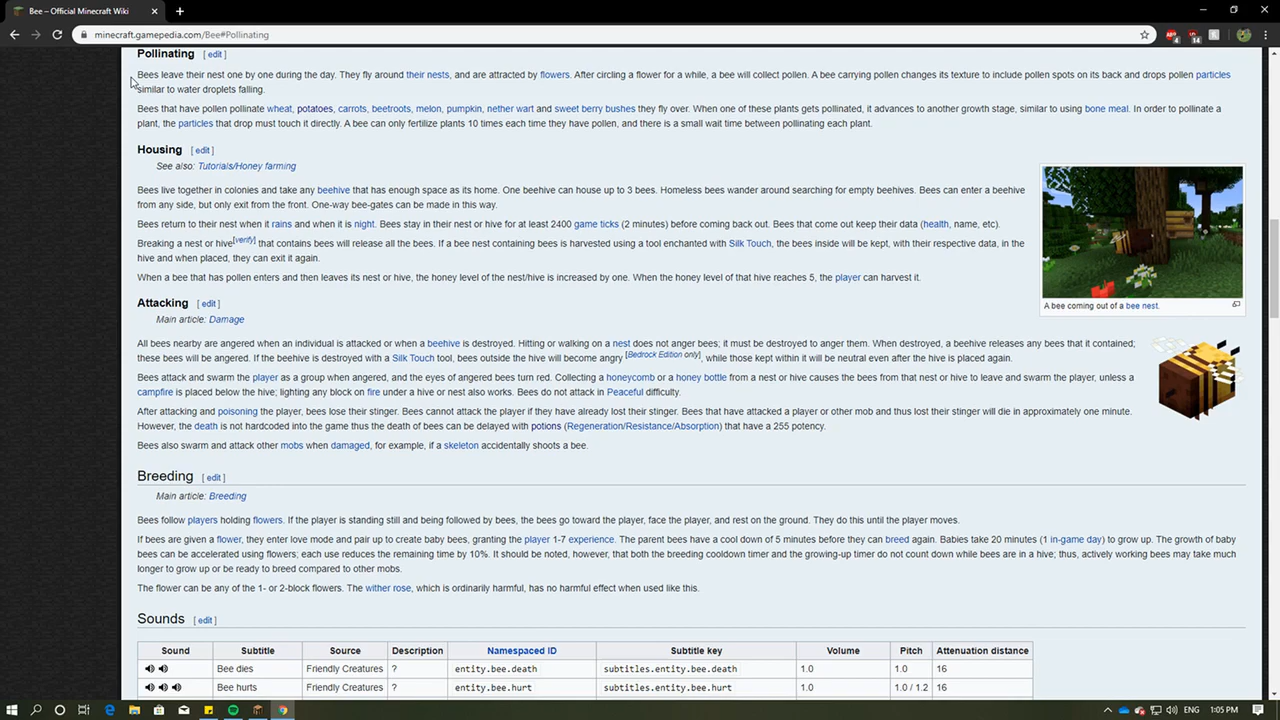 Bee – Official Minecraft Wiki
minecraft.gamepedia.com/Bee#Pollinating
4
14
Pollinating [ edit ]
Bees leave their nest one by one during the day. They fly around their nests, and are attracted by flowers. After circling a flower for a while, a bee will collect pollen. A bee carrying pollen changes its texture to include pollen spots on its back and drops pollen particles
similar to water droplets falling.
Bees that have pollen pollinate wheat, potatoes, carrots, beetroots, melon, pumpkin, nether wart and sweet berry bushes they fly over. When one of these plants gets pollinated, it advances to another growth stage, similar to using bone meal. In order to pollinate a
plant, the particles that drop must touch it directly. A bee can only fertilize plants 10 times each time they have pollen, and there is a small wait time between pollinating each plant.
Housing [ edit ]
See also: Tutorials/Honey farming
Bees live together in colonies and take any beehive that has enough space as its home. One beehive can house up to 3 bees. Homeless bees wander around searching for empty beehives. Bees can enter a beehive
from any side, but only exit from the front. One-way bee-gates can be made in this way.
Bees return to their nest when it rains and when it is night. Bees stay in their nest or hive for at least 2400 game ticks (2 minutes) before coming back out. Bees that come out keep their data (health, name, etc).
Breaking a nest or hive[verify] that contains bees will release all the bees. If a bee nest containing bees is harvested using a tool enchanted with Silk Touch, the bees inside will be kept, with their respective data, in the
hive and when placed, they can exit it again.
When a bee that has pollen enters and then leaves its nest or hive, the honey level of the nest/hive is increased by one. When the honey level of that hive reaches 5, the player can harvest it.
A bee coming out of a bee nest.
Attacking [ edit ]
Main article: Damage
All bees nearby are angered when an individual is attacked or when a beehive is destroyed. Hitting or walking on a nest does not anger bees; it must be destroyed to anger them. When destroyed, a beehive releases any bees that it contained;
these bees will be angered. If the beehive is destroyed with a Silk Touch tool, bees outside the hive will become angry [Bedrock Edition only], while those kept within it will be neutral even after the hive is placed again.
Bees attack and swarm the player as a group when angered, and the eyes of angered bees turn red. Collecting a honeycomb or a honey bottle from a nest or hive causes the bees from that nest or hive to leave and swarm the player, unless a
campfire is placed below the hive; lighting any block on fire under a hive or nest also works. Bees do not attack in Peaceful difficulty.
After attacking and poisoning the player, bees lose their stinger. Bees cannot attack the player if they have already lost their stinger. Bees that have attacked a player or other mob and thus lost their stinger will die in approximately one minute.
However, the death is not hardcoded into the game thus the death of bees can be delayed with potions (Regeneration/Resistance/Absorption) that have a 255 potency.
Bees also swarm and attack other mobs when damaged, for example, if a skeleton accidentally shoots a bee.
Breeding [ edit ]
Main article: Breeding
Bees follow players holding flowers. If the player is standing still and being followed by bees, the bees go toward the player, face the player, and rest on the ground. They do this until the player moves.
If bees are given a flower, they enter love mode and pair up to create baby bees, granting the player 1-7 experience. The parent bees have a cool down of 5 minutes before they can breed again. Babies take 20 minutes (1 in-game day) to grow up. The growth of baby
bees can be accelerated using flowers; each use reduces the remaining time by 10%. It should be noted, however, that both the breeding cooldown timer and the growing-up timer do not count down while bees are in a hive; thus, actively working bees may take much
longer to grow up or be ready to breed compared to other mobs.
The flower can be any of the 1- or 2-block flowers. The wither rose, which is ordinarily harmful, has no harmful effect when used like this.
Sounds [ edit ]
Sound Subtitle Source Description Namespaced ID Subtitle key Volume Pitch Attenuation distance
Bee dies Friendly Creatures ? entity.bee.death subtitles.entity.bee.death 1.0 1.0 16
Bee hurts Friendly Creatures ? entity.bee.hurt subtitles.entity.bee.hurt 1.0 1.0 / 1.2 16
ENG 1:05 PM